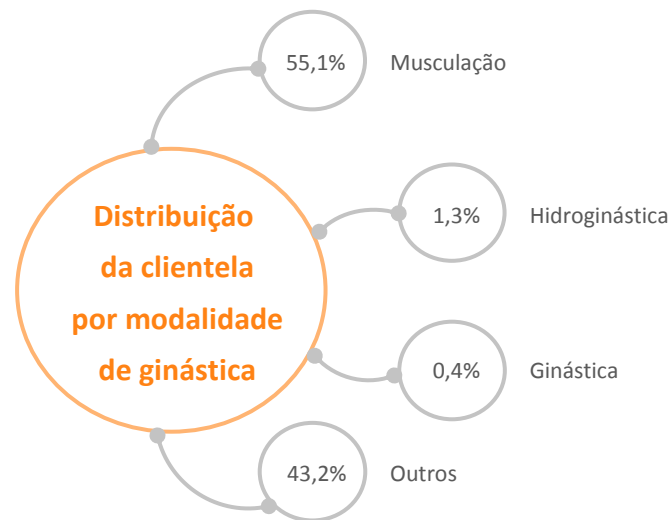 55,1% Musculação
Distribuição
da clientela
por modalidade
de ginástica
1,3% Hidroginástica
0,4% Ginástica
43,2% Outros